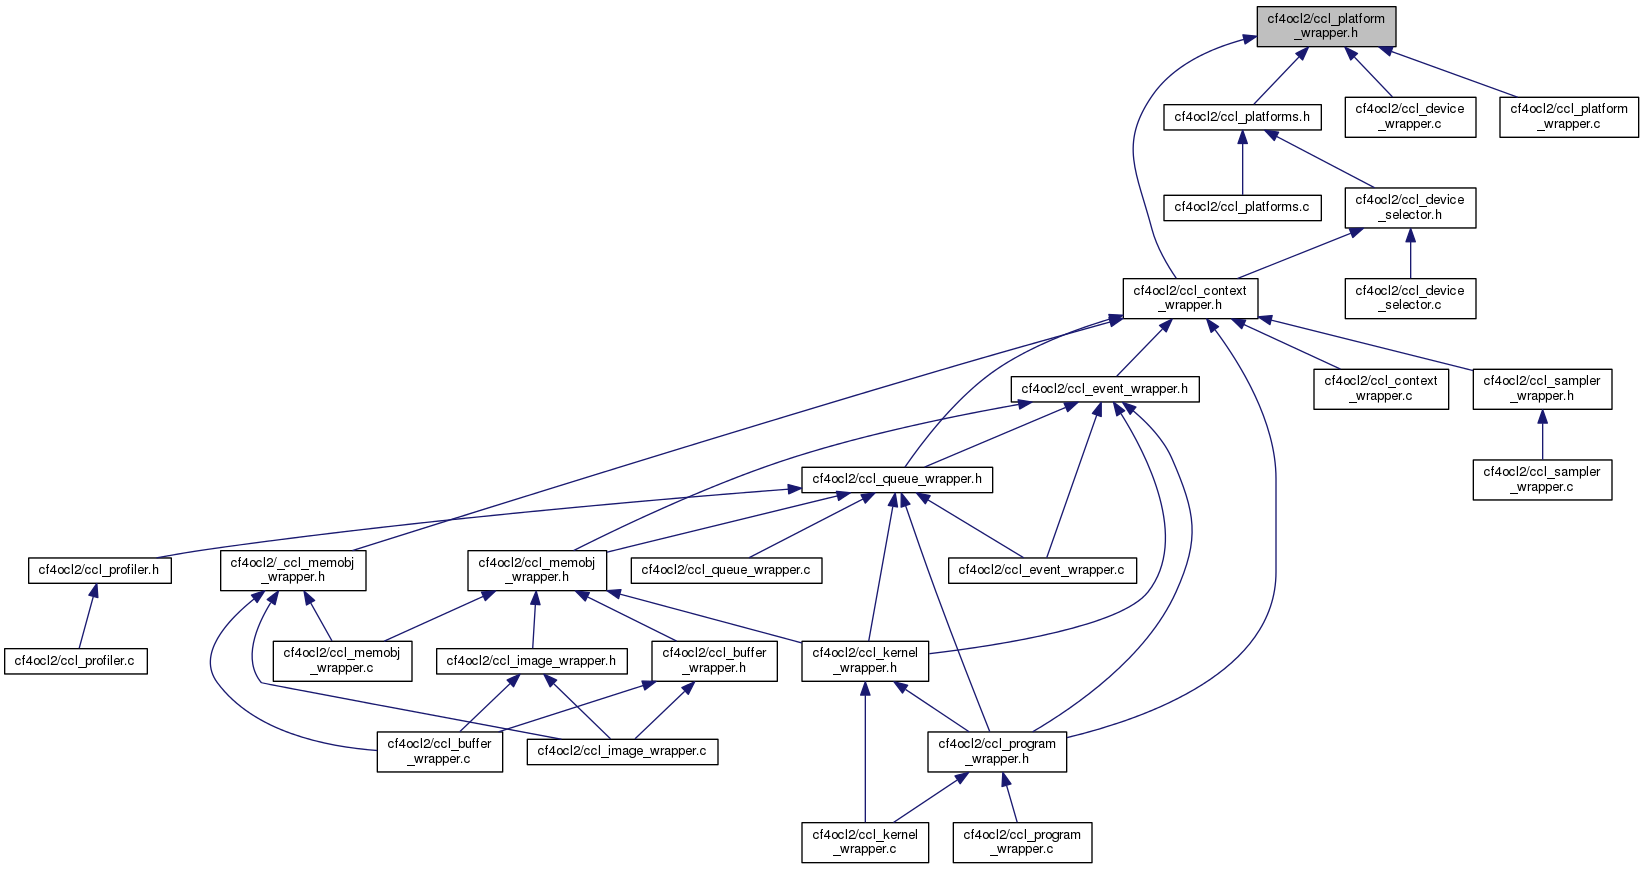 cf4ocl2/ccl_platform
_wrapper.h
cf4ocl2/ccl_platforms.h
cf4ocl2/ccl_device
_wrapper.c
cf4ocl2/ccl_platform
_wrapper.c
cf4ocl2/ccl_platforms.c
cf4ocl2/ccl_device
_selector.h
cf4ocl2/ccl_context
_wrapper.h
cf4ocl2/ccl_device
_selector.c
cf4ocl2/ccl_event_wrapper.h
cf4ocl2/ccl_context
_wrapper.c
cf4ocl2/ccl_sampler
_wrapper.h
cf4ocl2/ccl_queue_wrapper.h
cf4ocl2/ccl_sampler
_wrapper.c
cf4ocl2/ccl_profiler.h
cf4ocl2/_ccl_memobj
_wrapper.h
cf4ocl2/ccl_memobj
_wrapper.h
cf4ocl2/ccl_queue_wrapper.c
cf4ocl2/ccl_event_wrapper.c
cf4ocl2/ccl_profiler.c
cf4ocl2/ccl_memobj
_wrapper.c
cf4ocl2/ccl_image_wrapper.h
cf4ocl2/ccl_buffer
_wrapper.h
cf4ocl2/ccl_kernel
_wrapper.h
cf4ocl2/ccl_buffer
_wrapper.c
cf4ocl2/ccl_image_wrapper.c
cf4ocl2/ccl_program
_wrapper.h
cf4ocl2/ccl_kernel
_wrapper.c
cf4ocl2/ccl_program
_wrapper.c